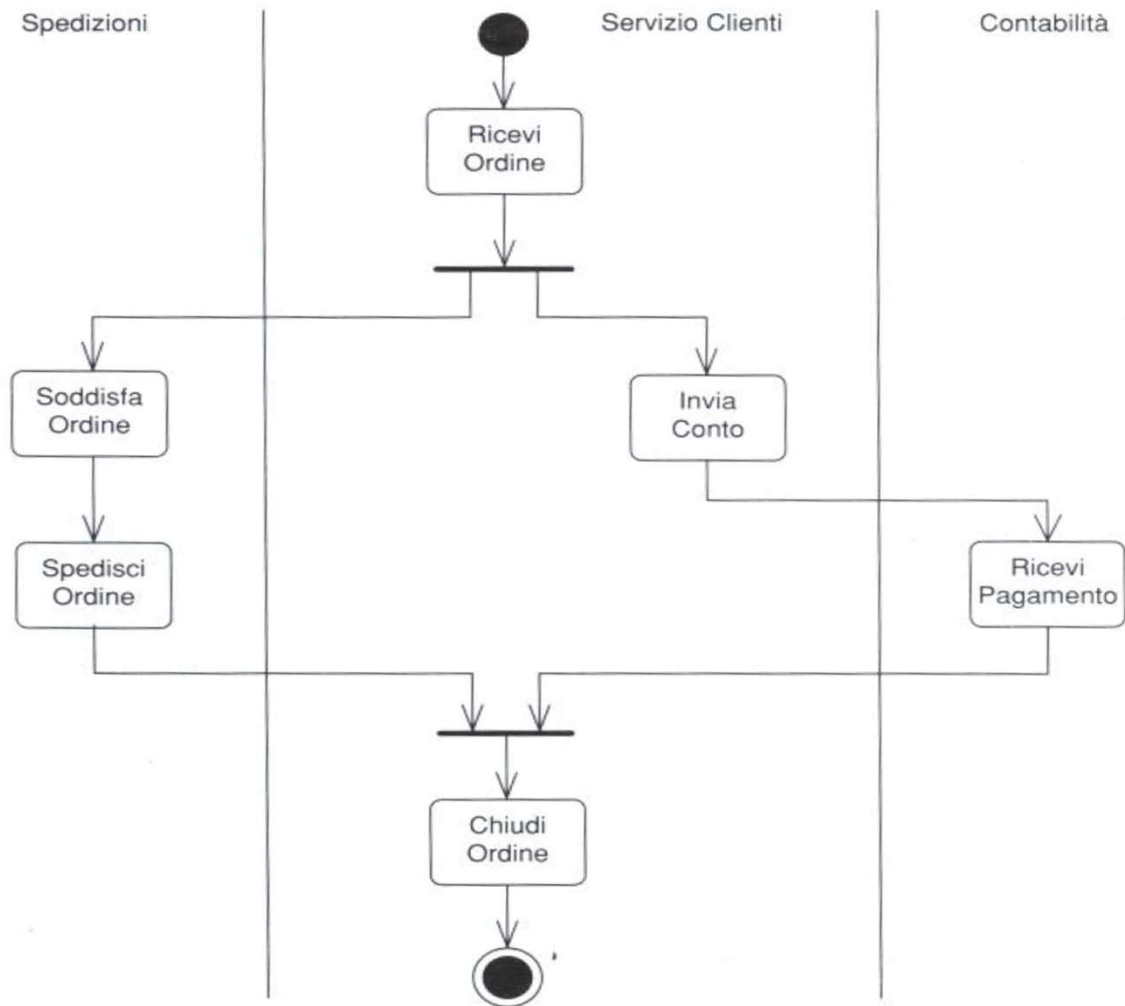 Spedizioni
Servizio Clienti
Contabilità
Ricevi
Ordine
Soddisfa
Ordine
Invia
Conto
Spedisci
Ordine
Ricevi
Pagamento
Chiudi
Ordine